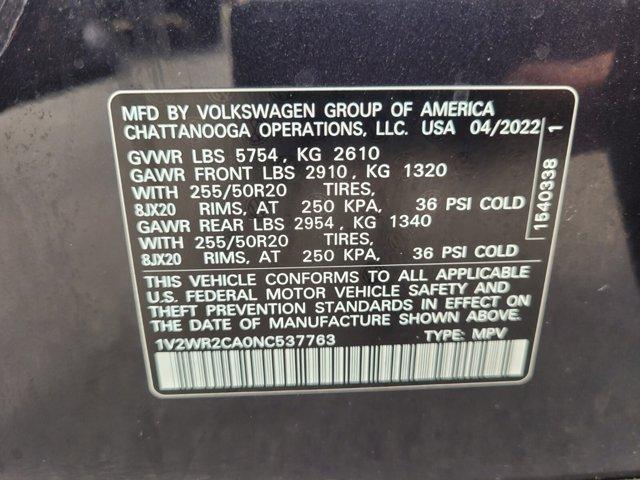 MFD BY VOLKSWAGEN GROUP OF AMERICA
CHATTANOOGA OPERATIONS, LLC. USA 04/2022
GVWR LBS 5754, KG 2610
GAWR FRONT LBS 2910, KG 1320
WITH 255/50R20 TIRES,
8JX20 RIMS, AT 250 KPA, 36 PSI COLD
GAWR REAR LBS 2954, KG 1340
WITH 255/50R20 TIRES,
8JX20 RIMS, AT 250 KPA, 36 PSI COLD
THIS VEHICLE CONFORMS TO ALL APPLICABLE
U.S. FEDERAL MOTOR VEHICLE SAFETY AND
THEFT PREVENTION STANDARDS IN EFFECT ON
THE DATE OF MANUFACTURE SHOWN ABOVE.
1V2WR2CA0NC537763 TYPE: MPV
1540338 1